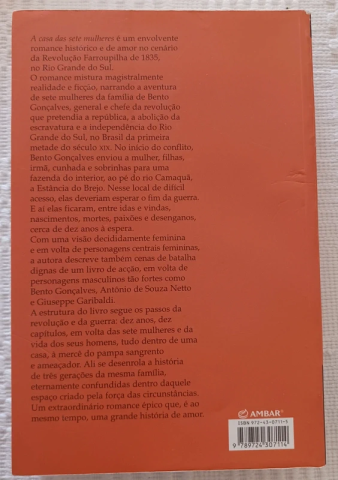 A casa das sete mulheres é um envolvente
romance histórico e de amor no cenário
da Revolução Farroupilha de 1835,
no Rio Grande do Sul.
O romance mistura magistralmente
realidade e ficção, narrando a aventura
de sete mulheres da família de Bento
Gonçalves, general e chefe da revolução
que pretendia a república, a abolição da
escravatura e a independência do Rio
Grande do Sul, no Brasil da primeira
metade do século XIX. No início do conflito,
Bento Gonçalves enviou a mulher, filhas,
irmã, cunhada e sobrinhas para uma
fazenda do interior, ao pé do rio Camaquã,
a Estância do Brejo. Nesse local de difícil
acesso, elas deveriam esperar o fim da guerra.
E aí elas ficaram, entre idas e vindas,
nascimentos, mortes, paixões e desenganos,
cerca de dez anos à espera.
Com uma visão decididamente feminina
e em volta de personagens centrais femininas,
a autora descreve também cenas de batalha
dignas de um livro de acção, em volta de
personagens masculinos tão fortes como
Bento Gonçalves, António de Souza Netto
e Giuseppe Garibaldi.
A estrutura do livro segue os passos da
revolução e da guerra: dez anos, dez
capítulos, em volta das sete mulheres e da
vida dos seus homens, tudo dentro de uma
casa, à mercê do pampa sangrento
e ameaçador. Ali se desenrola a história
de três gerações da mesma família,
eternamente confundidas dentro daquele
espaço criado pela força das circunstâncias.
Um extraordinário romance épico que, é ao
mesmo tempo, uma grande história de amor.
AMBAR®
ISBN 972-43-0711-5
9 789724 307114